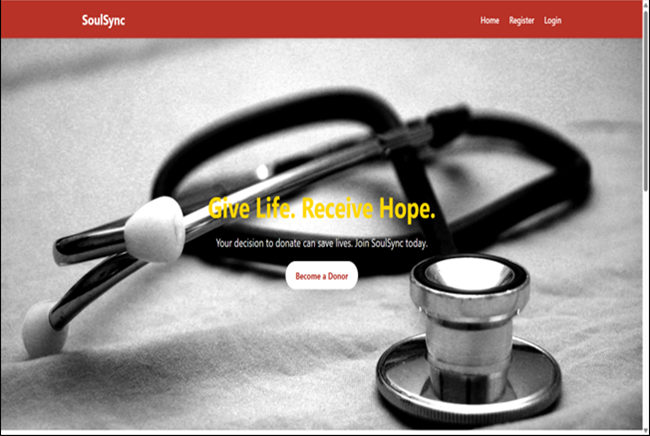 SoulSync
Home Register Login
Give Life. Receive Hope.
Your decision to donate can save lives. Join SoulSync today.
Become a Donor